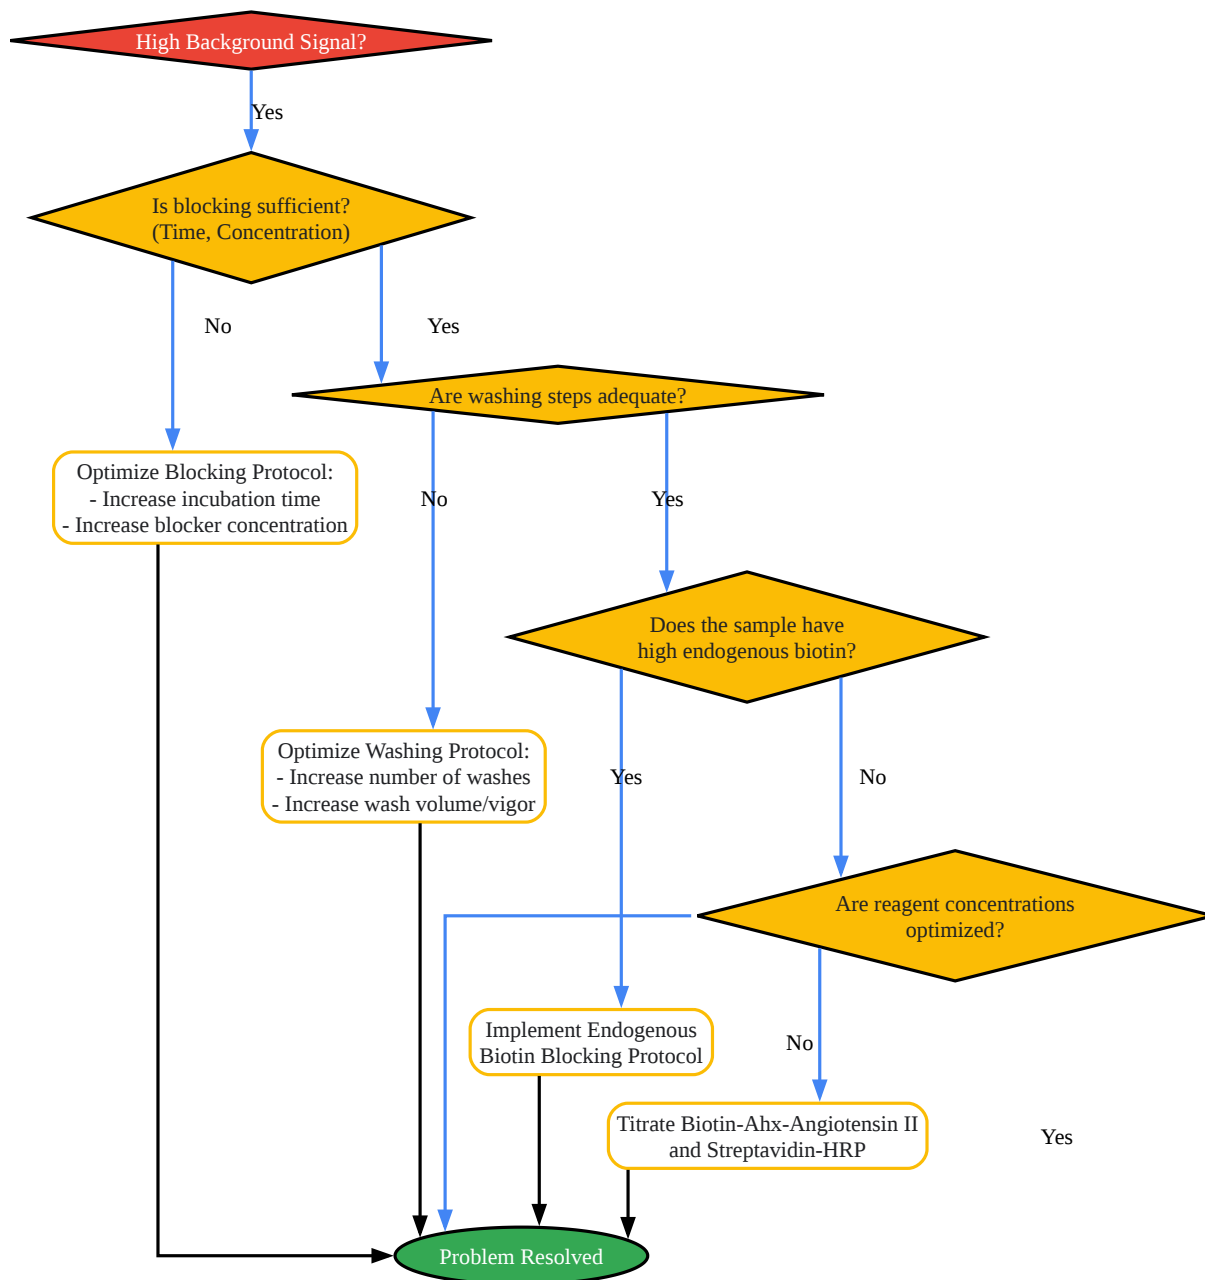 High Background Signal?
Yes
Is blocking sufficient?
(Time, Concentration)
No
Yes
Are washing steps adequate?
Optimize Blocking Protocol:
- Increase incubation time
- Increase blocker concentration
No
Yes
Does the sample have
high endogenous biotin?
Optimize Washing Protocol:
- Increase number of washes
- Increase wash volume/vigor
Yes
No
Are reagent concentrations
optimized?
Implement Endogenous
Biotin Blocking Protocol
No
Titrate Biotin-Ahx-Angiotensin II
and Streptavidin-HRP
Yes
Problem Resolved